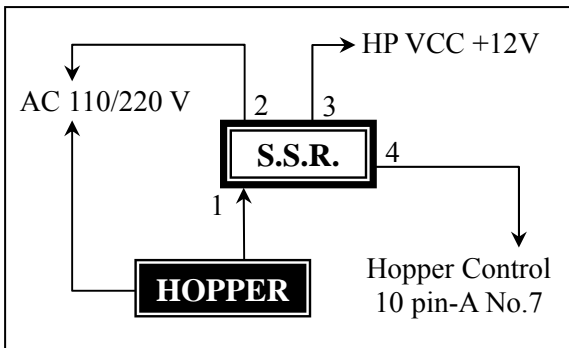 HP VCC +12V
AC 110/220 V
2
3
S.S.R.
4
1
HOPPER
Hopper Control
10 pin-A No.7